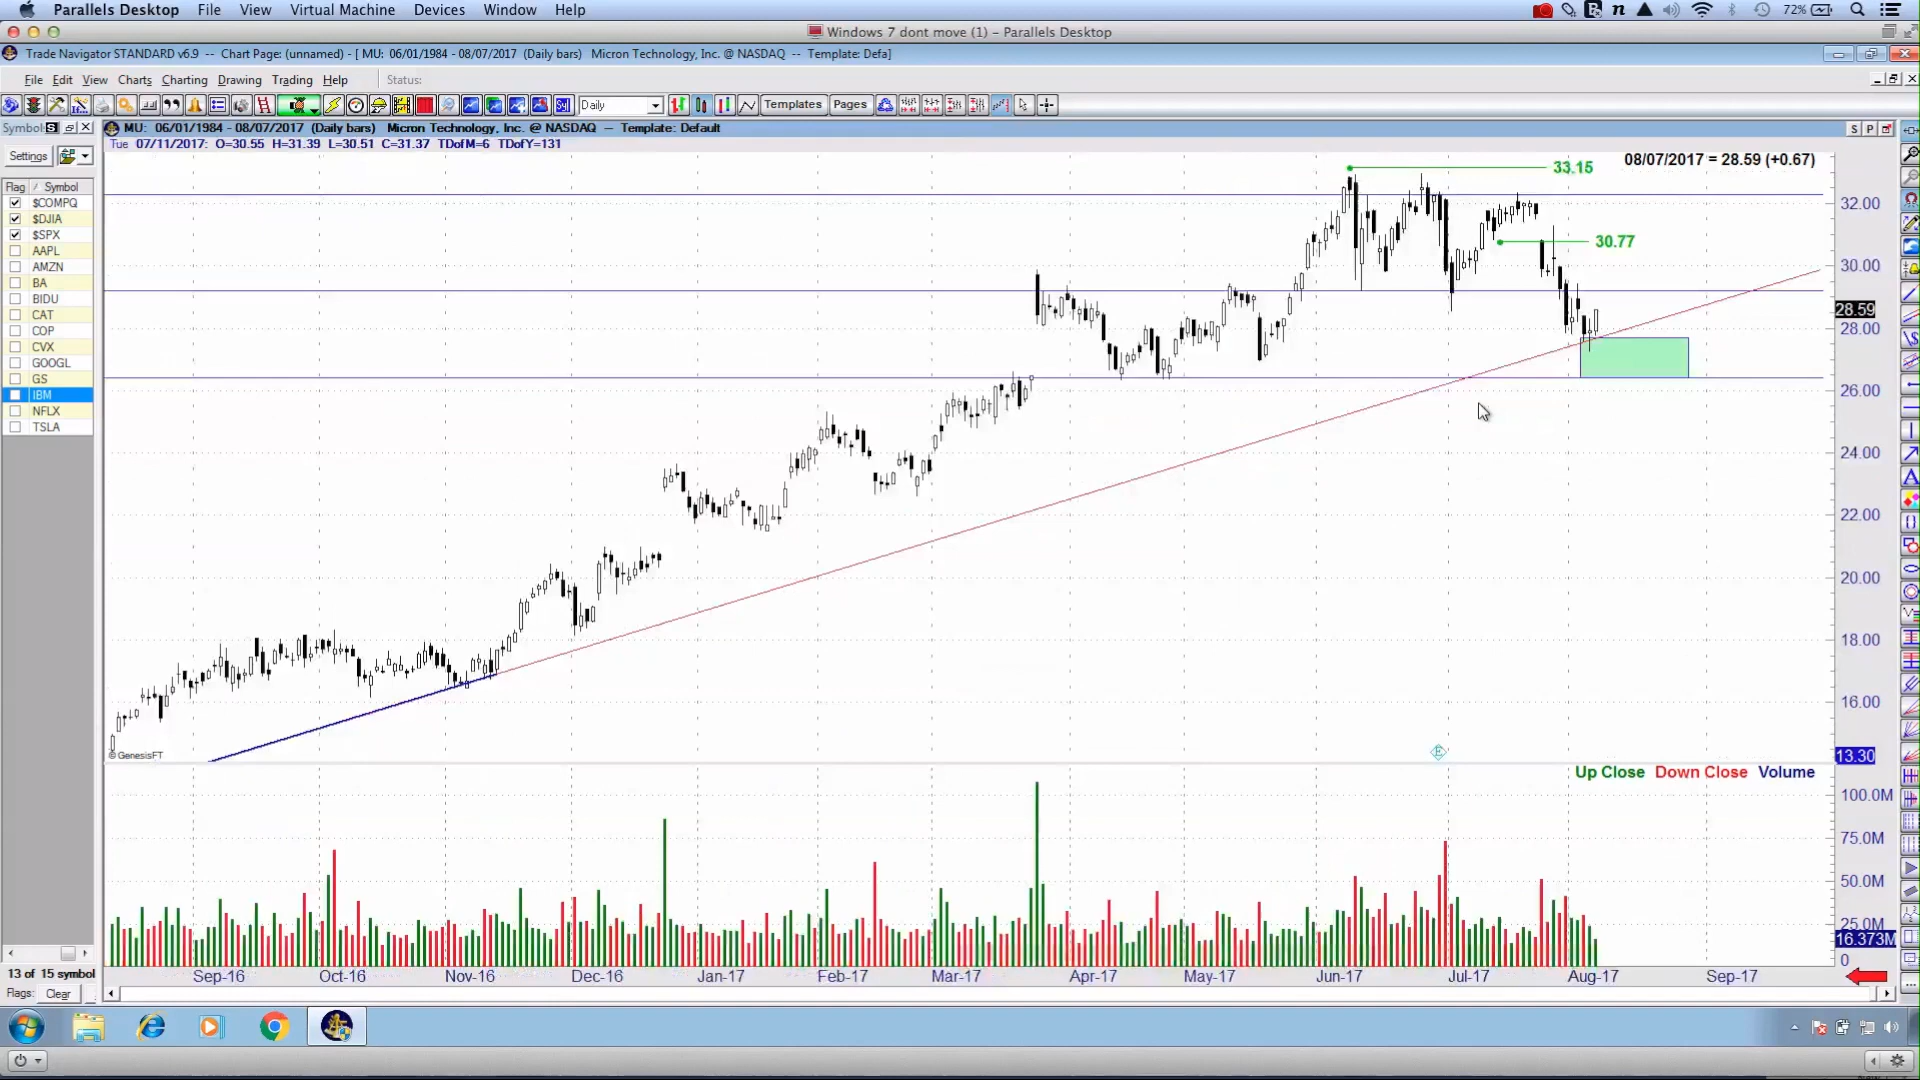 Parallels Desktop File View Virtual Machine Devices Window Help 72%
Windows 7 dont move (1) – Parallels Desktop
Trade Navigator STANDARD v6.9 -- Chart Page: (unnamed) - [ MU: 06/01/1984 - 08/07/2017 (Daily bars) Micron Technology, Inc. @ NASDAQ -- Template: Defa]
File Edit View Charts Charting Drawing Trading Help Status:
Daily Templates Pages
MU: 06/01/1984 - 08/07/2017 (Daily bars) Micron Technology, Inc. @ NASDAQ -- Template: Default S P
Tue 07/11/2017: O=30.55 H=31.39 L=30.51 C=31.37 TDofM=6 TDofY=131
08/07/2017 = 28.59 (+0.67)
33.15
30.77
Settings
Flag Symbol
$COMPQ
$DJIA
$SPX
AAPL
AMZN
BA
BIDU
CAT
COP
CVX
GOOGL
GS
IBM
NFLX
TSLA
13 of 15 symbol
Flags: Clear
32.00
30.00
28.59
28.00
26.00
24.00
22.00
20.00
18.00
16.00
13.30
© GenesisFT
E
Up Close Down Close Volume
100.0M
75.0M
50.0M
25.0M
16.373M
0
Sep-16 Oct-16 Nov-16 Dec-16 Jan-17 Feb-17 Mar-17 Apr-17 May-17 Jun-17 Jul-17 Aug-17 Sep-17